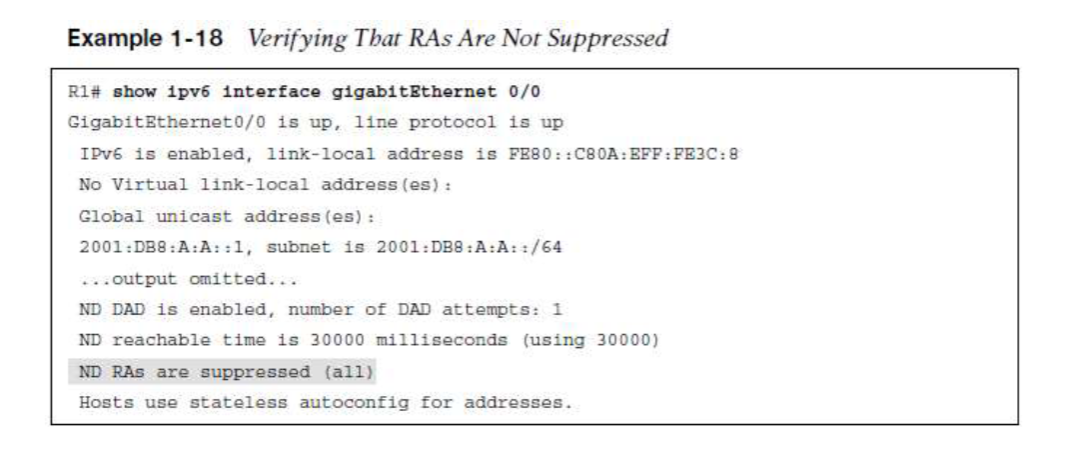 Example 1-18 Verifying That RAs Are Not Suppressed
R1# show ipv6 interface gigabitEthernet 0/0
GigabitEthernet0/0 is up, line protocol is up
IPv6 is enabled, link-local address is FE80::C80A:EFF:FE3C:8
No Virtual link-local address(es):
Global unicast address(es):
2001:DB8:A:A::1, subnet is 2001:DB8:A:A::/64
...output omitted...
ND DAD is enabled, number of DAD attempts: 1
ND reachable time is 30000 milliseconds (using 30000)
ND RAs are suppressed (all)
Hosts use stateless autoconfig for addresses.